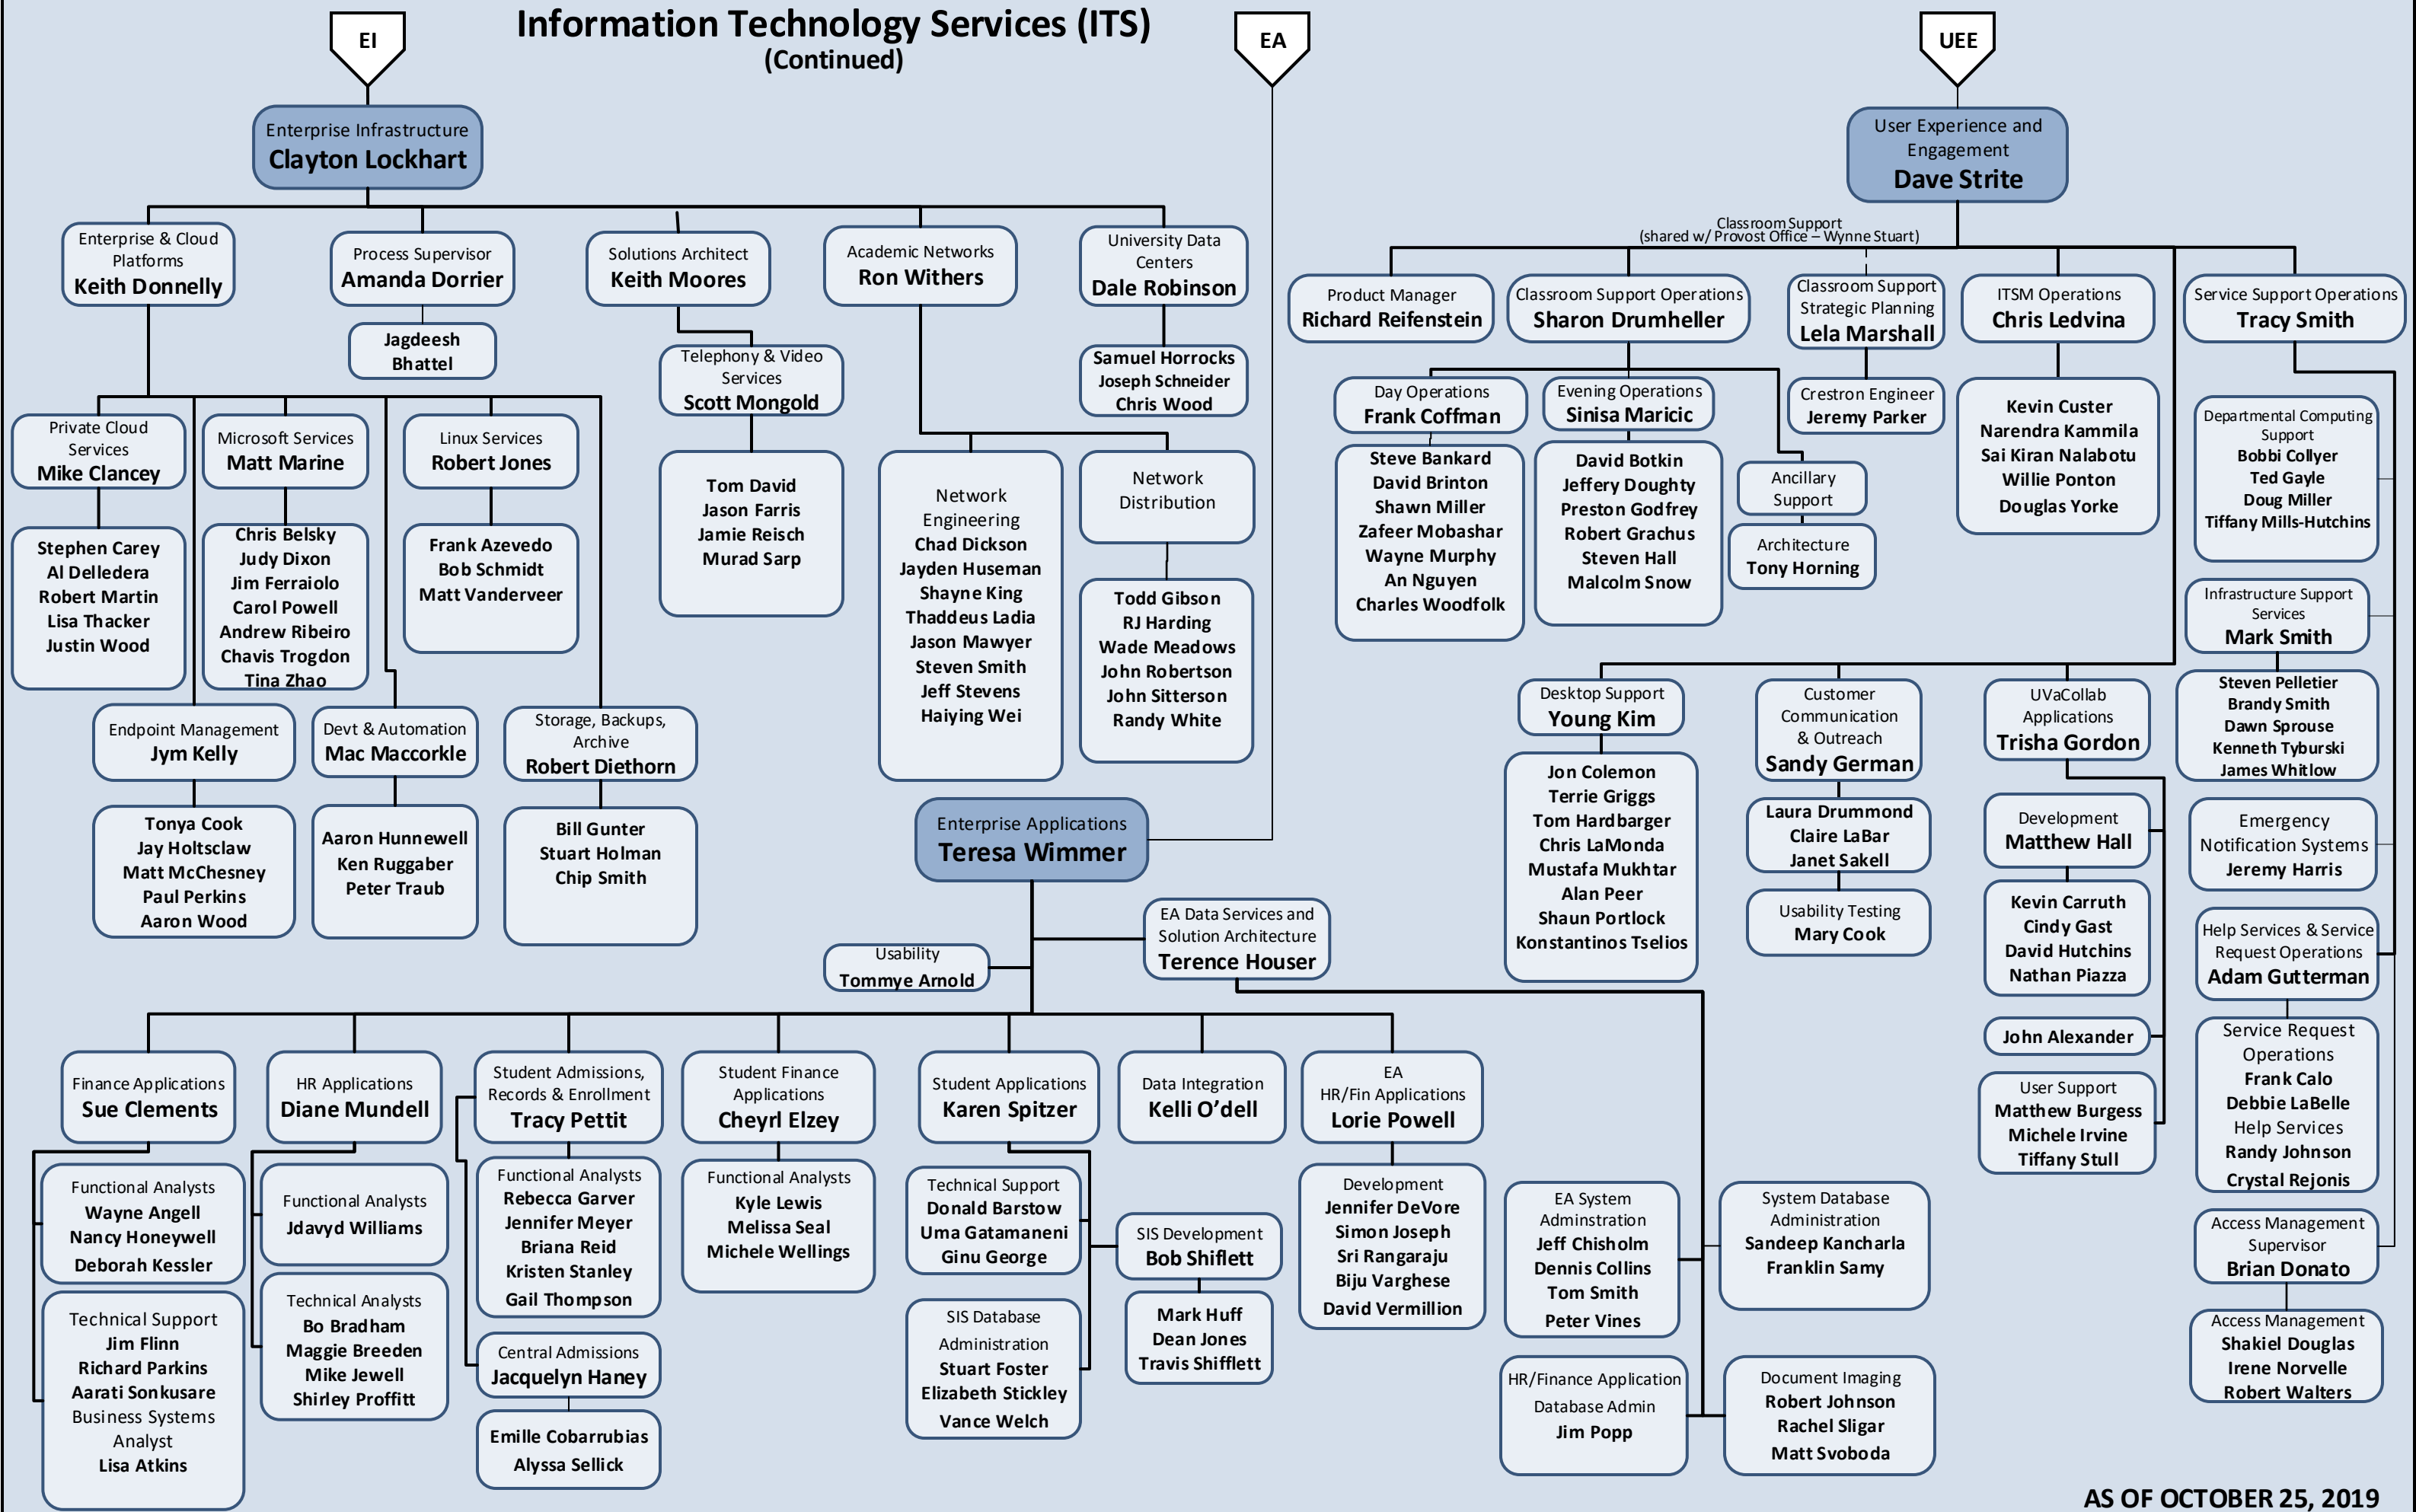 Information Technology Services (ITS)
(Continued)
EI
EA
UEE
Enterprise Infrastructure
Clayton Lockhart
Enterprise & Cloud
Platforms
Keith Donnelly
Process Supervisor
Amanda Dorrier
Jagdeesh
Bhattel
Solutions Architect
Keith Moores
Academic Networks
Ron Withers
University Data
Centers
Dale Robinson
Samuel Horrocks
Joseph Schneider
Chris Wood
Telephony & Video
Services
Scott Mongold
Tom David
Jason Farris
Jamie Reisch
Murad Sarp
Private Cloud
Services
Mike Clancey
Stephen Carey
Al Delledera
Robert Martin
Lisa Thacker
Justin Wood
Microsoft Services
Matt Marine
Chris Belsky
Judy Dixon
Jim Ferraiolo
Carol Powell
Andrew Ribeiro
Chavis Trogdon
Tina Zhao
Linux Services
Robert Jones
Frank Azevedo
Bob Schmidt
Matt Vanderveer
Endpoint Management
Jym Kelly
Tonya Cook
Jay Holtsclaw
Matt McChesney
Paul Perkins
Aaron Wood
Devt & Automation
Mac Maccorkle
Aaron Hunnewell
Ken Ruggaber
Peter Traub
Storage, Backups,
Archive
Robert Diethorn
Bill Gunter
Stuart Holman
Chip Smith
Network
Engineering
Chad Dickson
Jayden Huseman
Shayne King
Thaddeus Ladia
Jason Mawyer
Steven Smith
Jeff Stevens
Haiying Wei
Network
Distribution
Todd Gibson
RJ Harding
Wade Meadows
John Robertson
John Sitterson
Randy White
User Experience and
Engagement
Dave Strite
Classroom Support
(shared w/ Provost Office – Wynne Stuart)
Product Manager
Richard Reifenstein
Classroom Support Operations
Sharon Drumheller
Classroom Support
Strategic Planning
Lela Marshall
Crestron Engineer
Jeremy Parker
ITSM Operations
Chris Ledvina
Kevin Custer
Narendra Kammila
Sai Kiran Nalabotu
Willie Ponton
Douglas Yorke
Service Support Operations
Tracy Smith
Day Operations
Frank Coffman
Steve Bankard
David Brinton
Shawn Miller
Zafeer Mobashar
Wayne Murphy
An Nguyen
Charles Woodfolk
Evening Operations
Sinisa Maricic
David Botkin
Jeffery Doughty
Preston Godfrey
Robert Grachus
Steven Hall
Malcolm Snow
Ancillary
Support
Architecture
Tony Horning
Departmental Computing
Support
Bobbi Collyer
Ted Gayle
Doug Miller
Tiffany Mills-Hutchins
Infrastructure Support
Services
Mark Smith
Steven Pelletier
Brandy Smith
Dawn Sprouse
Kenneth Tyburski
James Whitlow
Emergency
Notification Systems
Jeremy Harris
Help Services & Service
Request Operations
Adam Gutterman
Service Request
Operations
Frank Calo
Debbie LaBelle
Help Services
Randy Johnson
Crystal Rejonis
Access Management
Supervisor
Brian Donato
Access Management
Shakiel Douglas
Irene Norvelle
Robert Walters
Desktop Support
Young Kim
Jon Colemon
Terrie Griggs
Tom Hardbarger
Chris LaMonda
Mustafa Mukhtar
Alan Peer
Shaun Portlock
Konstantinos Tselios
Customer
Communication
& Outreach
Sandy German
Laura Drummond
Claire LaBar
Janet Sakell
Usability Testing
Mary Cook
UVaCollab
Applications
Trisha Gordon
Development
Matthew Hall
Kevin Carruth
Cindy Gast
David Hutchins
Nathan Piazza
John Alexander
User Support
Matthew Burgess
Michele Irvine
Tiffany Stull
Enterprise Applications
Teresa Wimmer
Usability
Tommye Arnold
EA Data Services and
Solution Architecture
Terence Houser
Finance Applications
Sue Clements
Functional Analysts
Wayne Angell
Nancy Honeywell
Deborah Kessler
Technical Support
Jim Flinn
Richard Parkins
Aarati Sonkusare
Business Systems
Analyst
Lisa Atkins
HR Applications
Diane Mundell
Functional Analysts
Jdavyd Williams
Technical Analysts
Bo Bradham
Maggie Breeden
Mike Jewell
Shirley Proffitt
Student Admissions,
Records & Enrollment
Tracy Pettit
Functional Analysts
Rebecca Garver
Jennifer Meyer
Briana Reid
Kristen Stanley
Gail Thompson
Central Admissions
Jacquelyn Haney
Emille Cobarrubias
Alyssa Sellick
Student Finance
Applications
Cheyrl Elzey
Functional Analysts
Kyle Lewis
Melissa Seal
Michele Wellings
Student Applications
Karen Spitzer
Technical Support
Donald Barstow
Uma Gatamaneni
Ginu George
SIS Database
Administration
Stuart Foster
Elizabeth Stickley
Vance Welch
SIS Development
Bob Shiflett
Mark Huff
Dean Jones
Travis Shifflett
Data Integration
Kelli O’dell
EA
HR/Fin Applications
Lorie Powell
Development
Jennifer DeVore
Simon Joseph
Sri Rangaraju
Biju Varghese
David Vermillion
EA System
Adminstration
Jeff Chisholm
Dennis Collins
Tom Smith
Peter Vines
System Database
Administration
Sandeep Kancharla
Franklin Samy
HR/Finance Application
Database Admin
Jim Popp
Document Imaging
Robert Johnson
Rachel Sligar
Matt Svoboda
AS OF OCTOBER 25, 2019